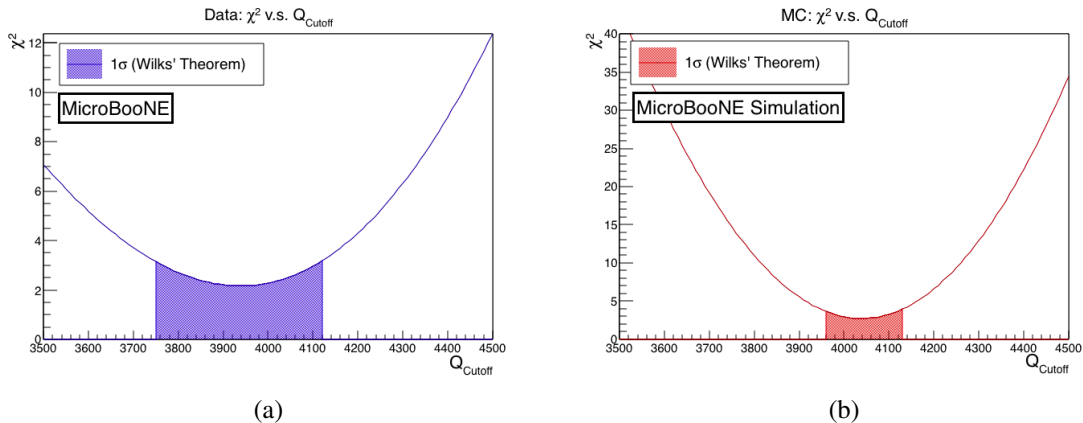 Data: χ² v.s. Q_Cutoff
χ²
12
10
8
6
4
2
0
1σ (Wilks' Theorem)
MicroBooNE
3500 3600 3700 3800 3900 4000 4100 4200 4300 4400 4500
Q_Cutoff
(a)
MC: χ² v.s. Q_Cutoff
χ²
40
35
30
25
20
15
10
5
0
1σ (Wilks' Theorem)
MicroBooNE Simulation
3500 3600 3700 3800 3900 4000 4100 4200 4300 4400 4500
Q_Cutoff
(b)